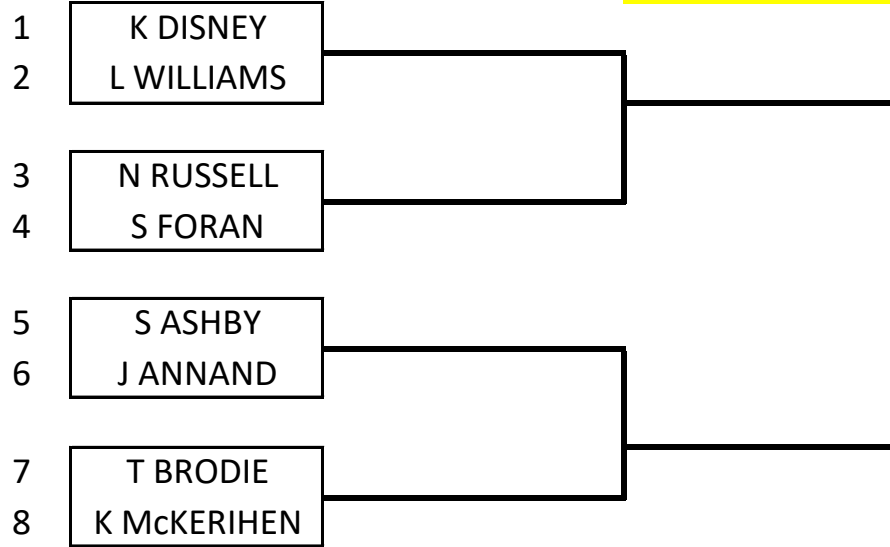 1 K DISNEY
2 L WILLIAMS
3 N RUSSELL
4 S FORAN
5 S ASHBY
6 J ANNAND
7 T BRODIE
8 K McKERIHEN